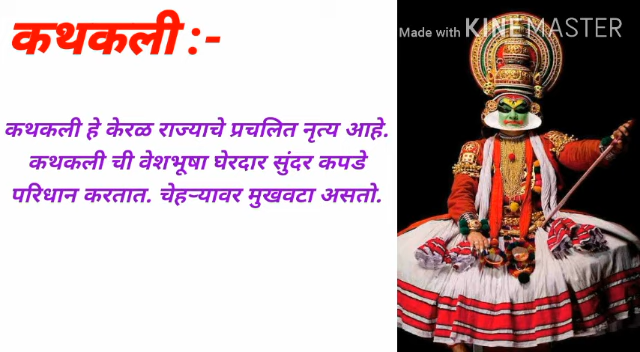 कथकली :-
Made with KINEMASTER
कथकली हे केरळ राज्याचे प्रचलित नृत्य आहे.
कथकली ची वेशभूषा घेरदार सुंदर कपडे
परिधान करतात. चेहऱ्यावर मुखवटा असतो.